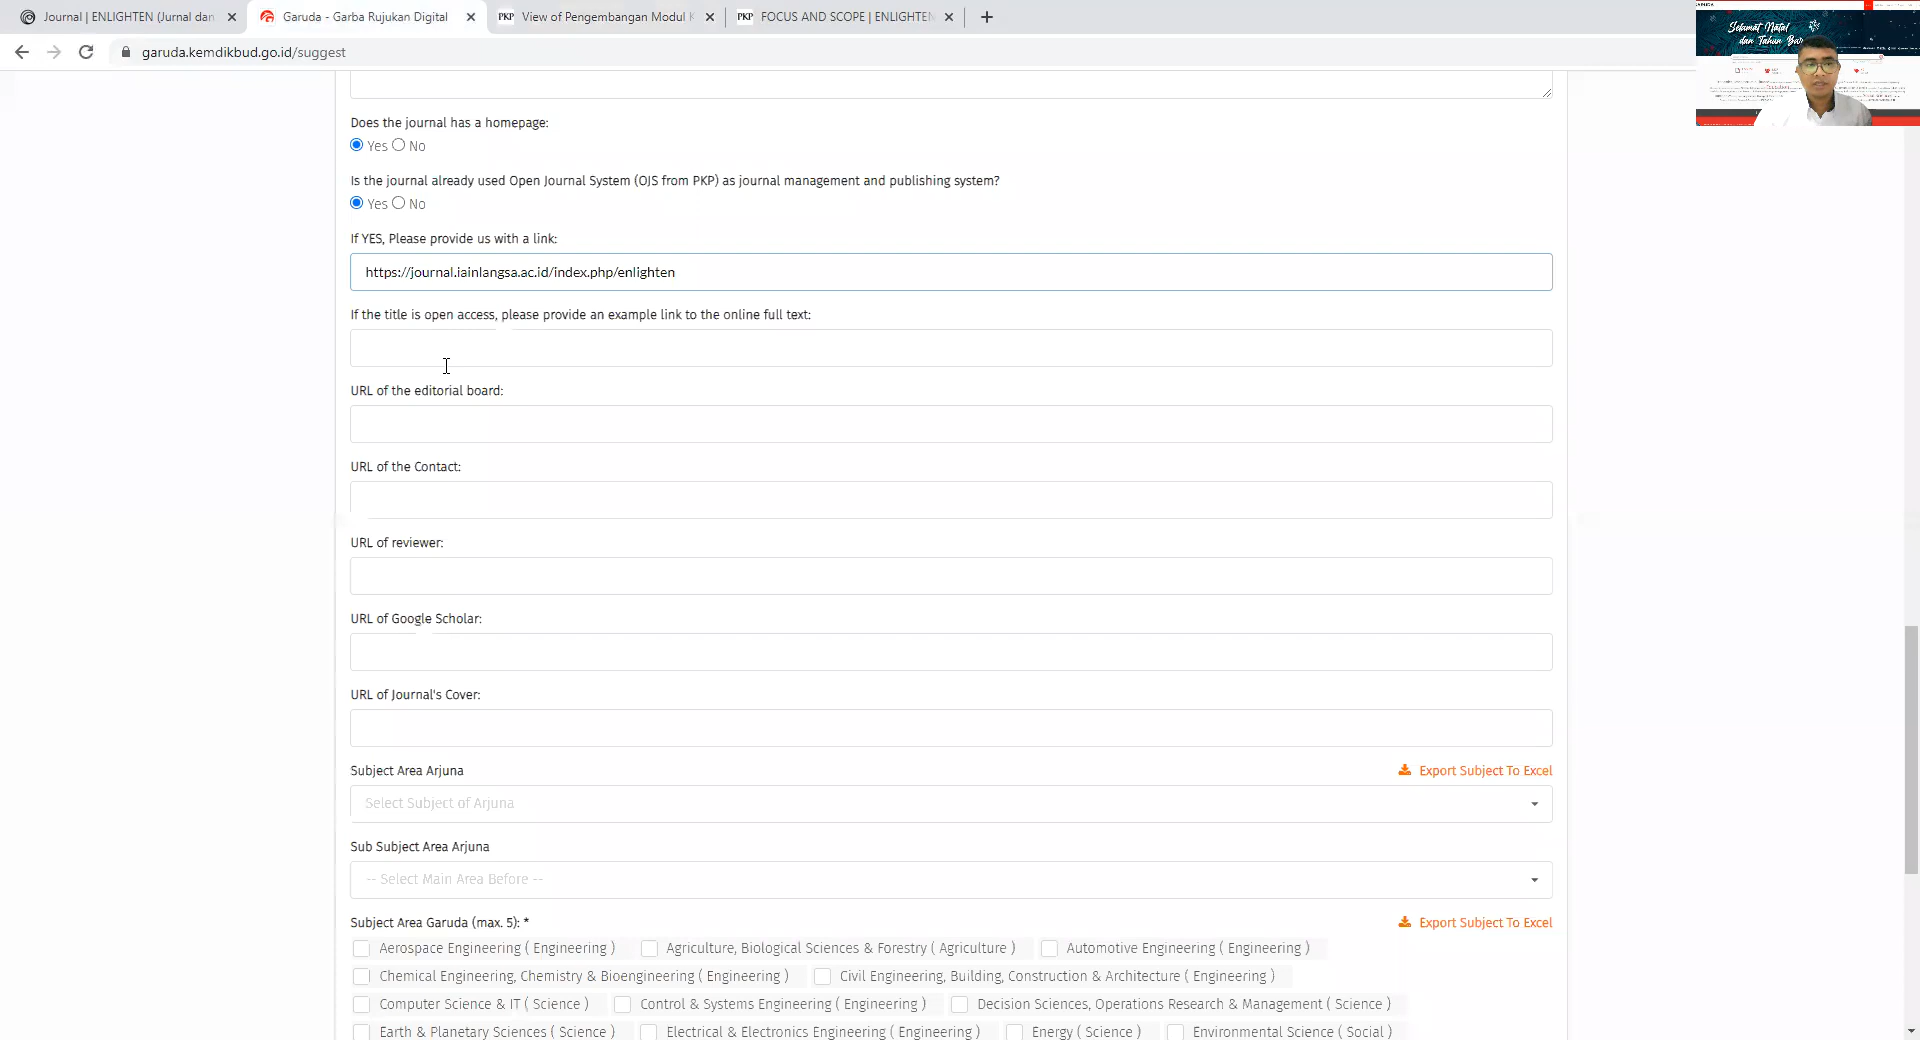 Journal | ENLIGHTEN (Jurnal dan
Garuda - Garba Rujukan Digital
PKP View of Pengembangan Modul K
PKP FOCUS AND SCOPE | ENLIGHTEN
garuda.kemdikbud.go.id/suggest
Selamat Natal
dan Tahun Bar
Does the journal has a homepage:
Yes No
Is the journal already used Open Journal System (OJS from PKP) as journal management and publishing system?
Yes No
If YES, Please provide us with a link:
https://journal.iainlangsa.ac.id/index.php/enlighten
If the title is open access, please provide an example link to the online full text:
URL of the editorial board:
URL of the Contact:
URL of reviewer:
URL of Google Scholar:
URL of Journal's Cover:
Subject Area Arjuna
Export Subject To Excel
Select Subject of Arjuna
Sub Subject Area Arjuna
-- Select Main Area Before --
Subject Area Garuda (max. 5): *
Export Subject To Excel
Aerospace Engineering ( Engineering ) Agriculture, Biological Sciences & Forestry ( Agriculture ) Automotive Engineering ( Engineering )
Chemical Engineering, Chemistry & Bioengineering ( Engineering ) Civil Engineering, Building, Construction & Architecture ( Engineering )
Computer Science & IT ( Science ) Control & Systems Engineering ( Engineering ) Decision Sciences, Operations Research & Management ( Science )
Earth & Planetary Sciences ( Science ) Electrical & Electronics Engineering ( Engineering ) Energy ( Science ) Environmental Science ( Social )